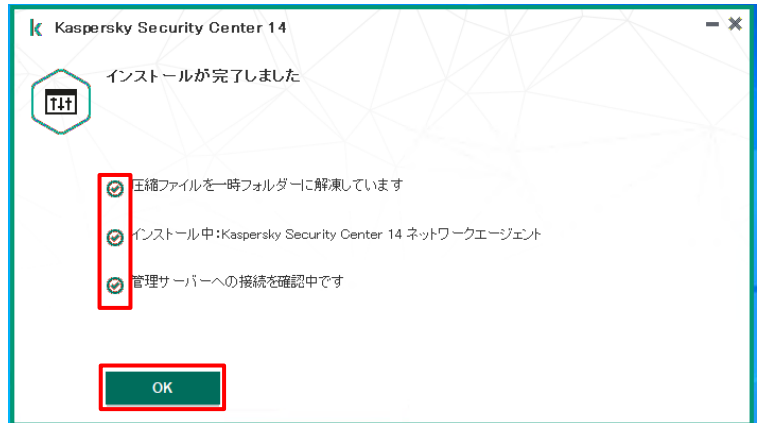 Kaspersky Security Center 14
インストールが完了しました
圧縮ファイルを一時フォルダーに解凍しています
インストール中:Kaspersky Security Center 14 ネットワークエージェント
管理サーバーへの接続を確認中です
OK